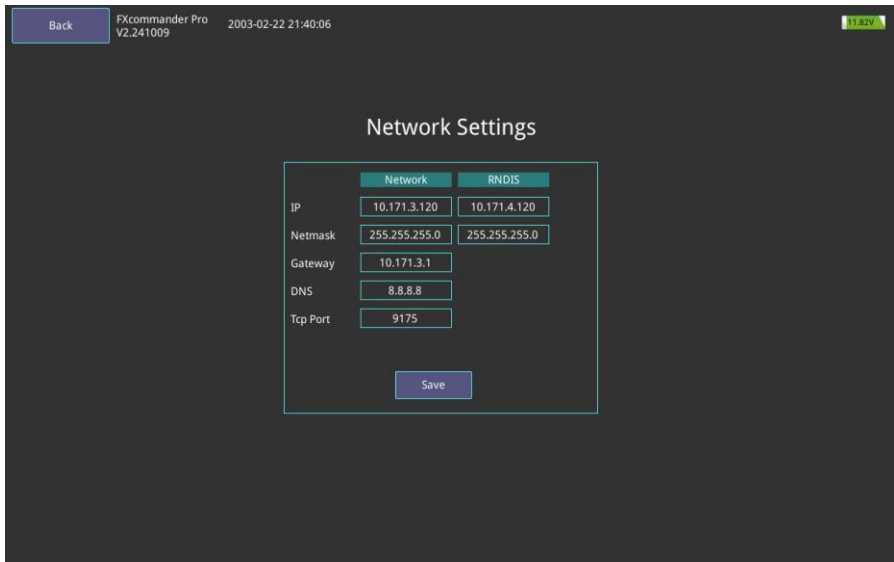 Back
FXcommander Pro
V2.241009
2003-02-22 21:40:06
11.82V
Network Settings
Network RNDIS
IP 10.171.3.120 10.171.4.120
Netmask 255.255.255.0 255.255.255.0
Gateway 10.171.3.1
DNS 8.8.8.8
Tcp Port 9175
Save